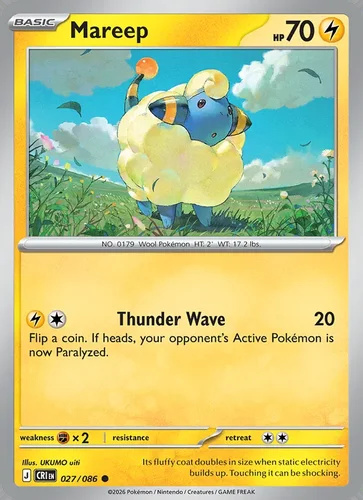 BASIC Mareep HP 70
NO. 0179 Wool Pokémon HT. 2' WT. 17.2 lbs.
Thunder Wave 20
Flip a coin. If heads, your opponent's Active Pokémon is
now Paralyzed.
weakness ×2 resistance retreat
Illus. UKUMO uiti
J CRI EN 027/086
Its fluffy coat doubles in size when static electricity
builds up. Touching it can be shocking.
©2026 Pokémon / Nintendo / Creatures / GAME FREAK